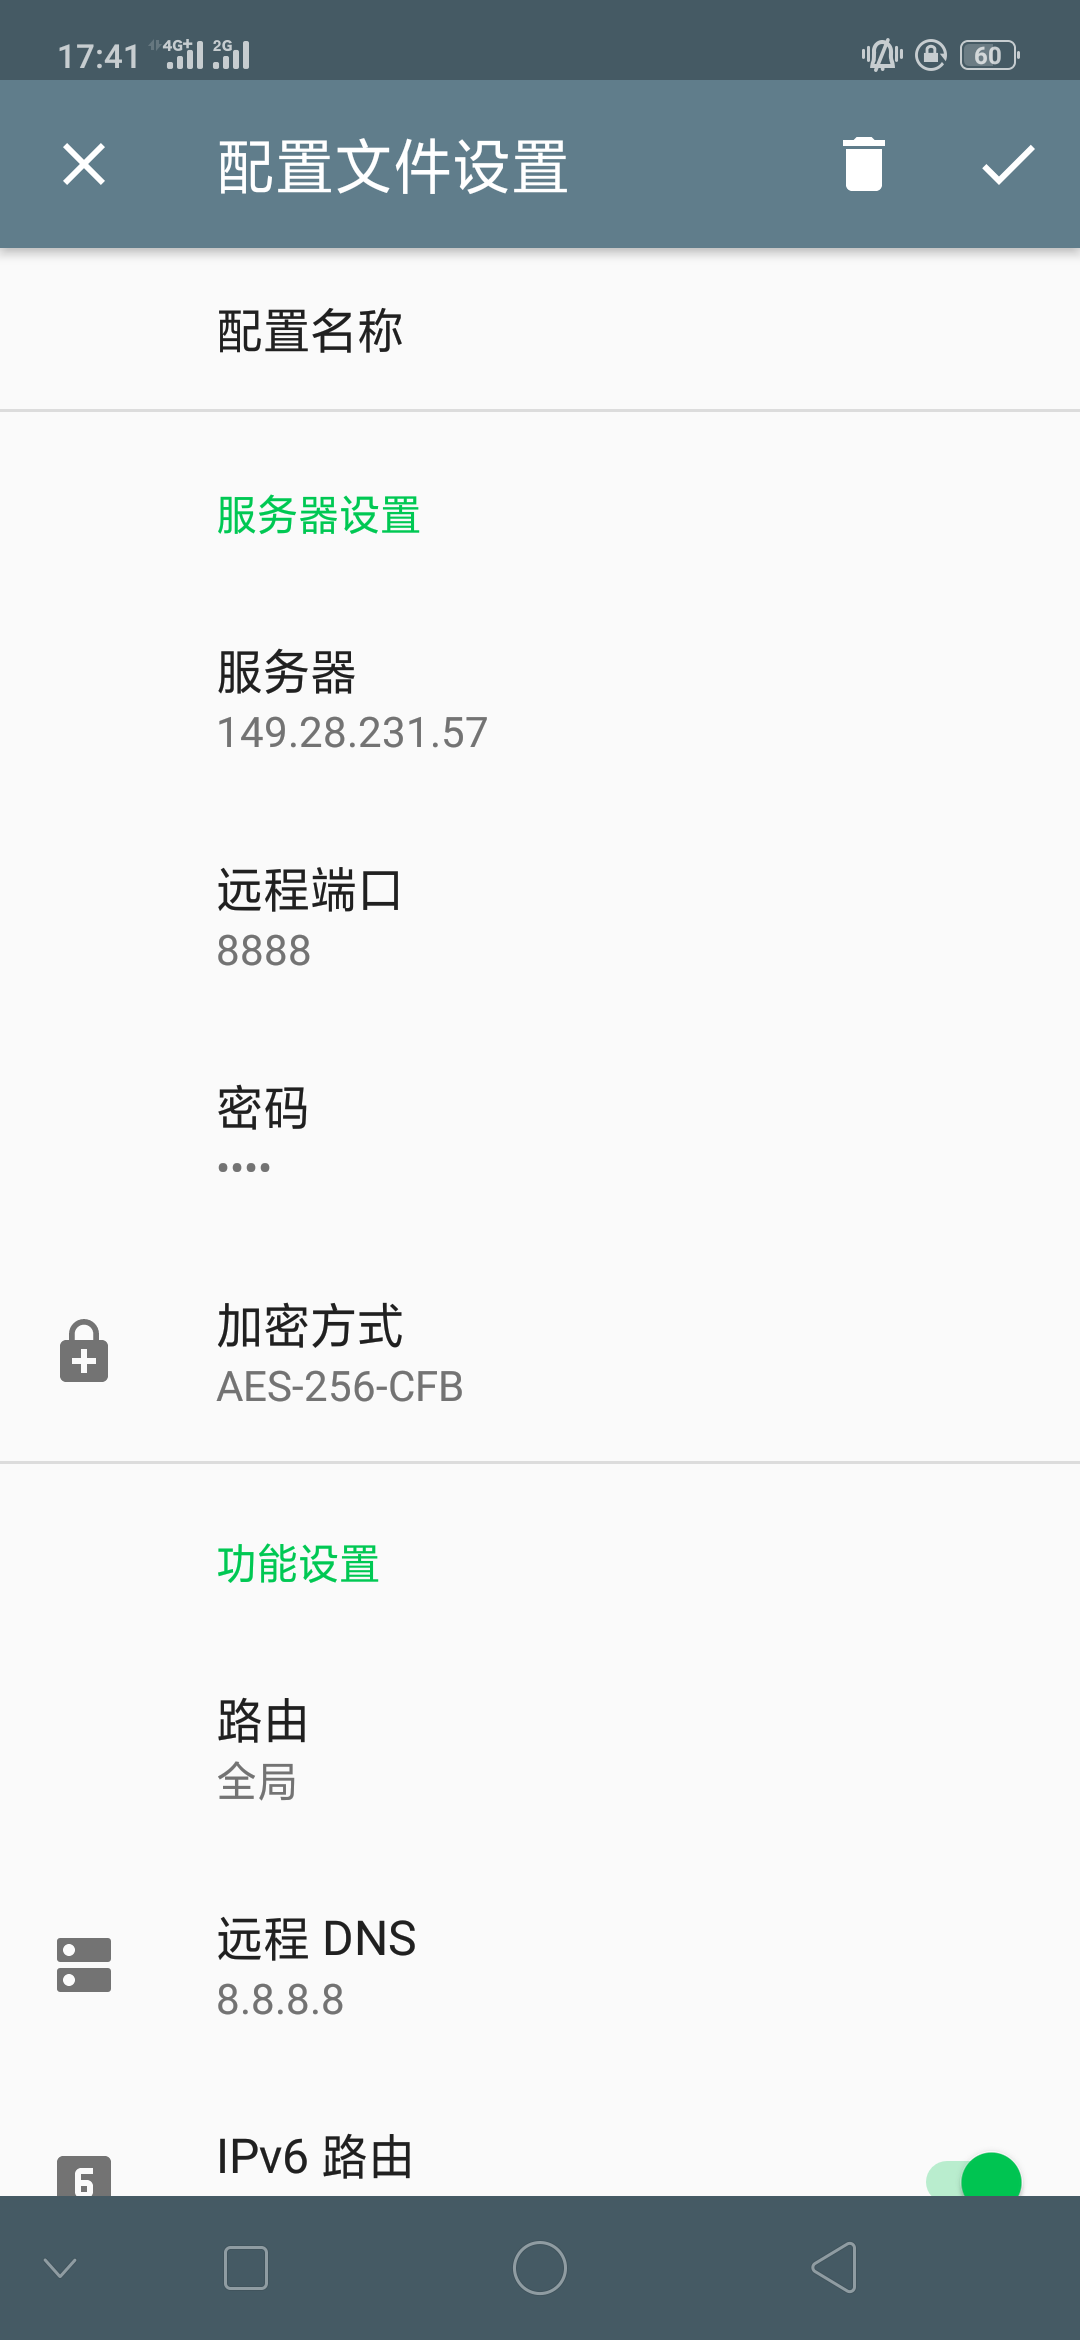 17:41 4G+ 2G 60
配置文件设置
配置名称
服务器设置
服务器
149.28.231.57
远程端口
8888
密码
••••
加密方式
AES-256-CFB
功能设置
路由
全局
远程 DNS
8.8.8.8
IPv6 路由
6